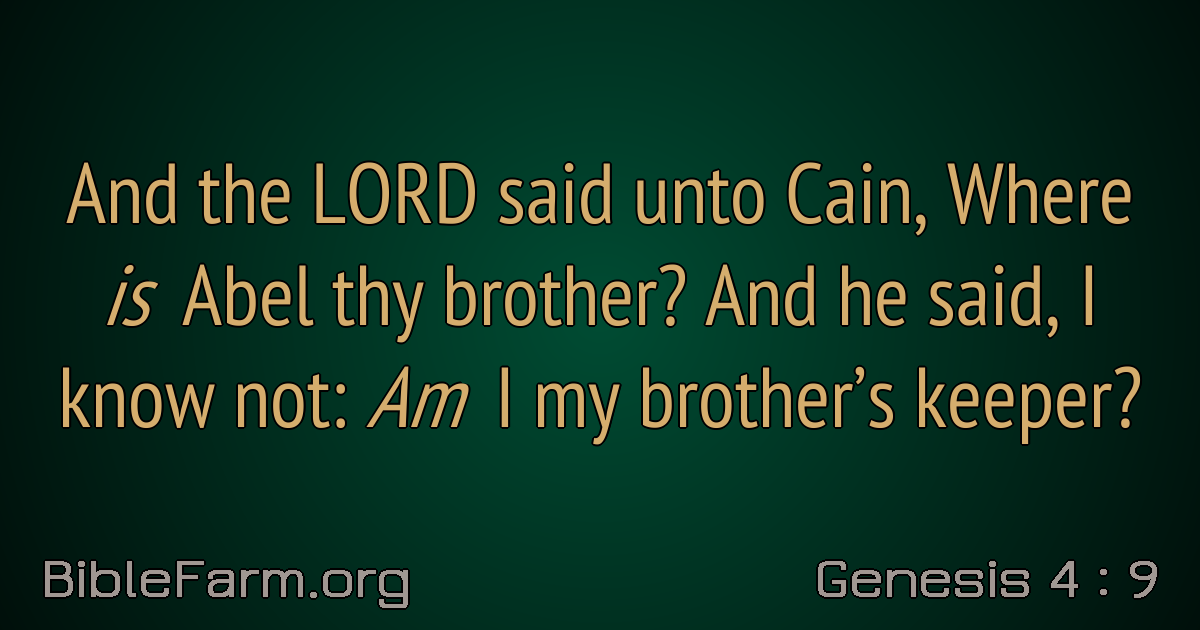 And the LORD said unto Cain, Where
is Abel thy brother? And he said, I
know not: Am I my brother’s keeper?
BibleFarm.org
Genesis 4 : 9